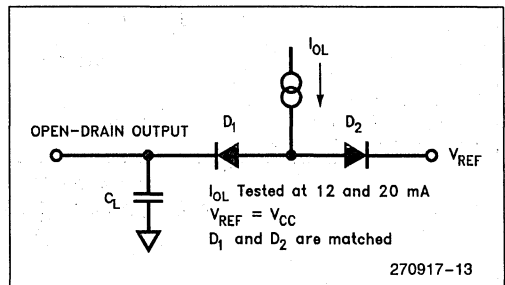 I_OL
D₁
D₂
OPEN-DRAIN OUTPUT
V_REF
C_L
I_OL Tested at 12 and 20 mA
V_REF = V_CC
D₁ and D₂ are matched
270917-13